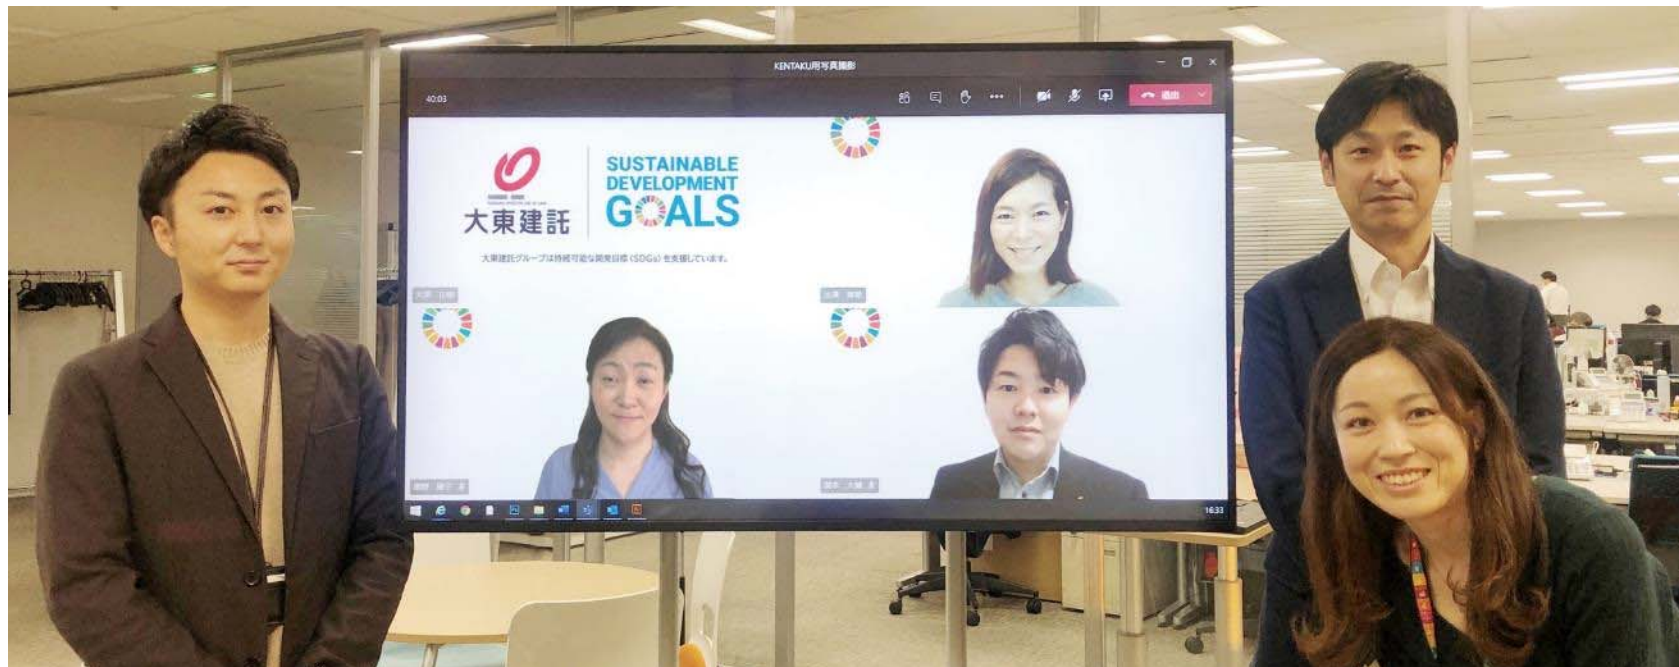 KENTAKU用写真撮影
40:03
退出
大東建託
SUSTAINABLE
DEVELOPMENT
GOALS
大東建託グループは持続可能な開発目標(SDGs)を支援しています。
16:33